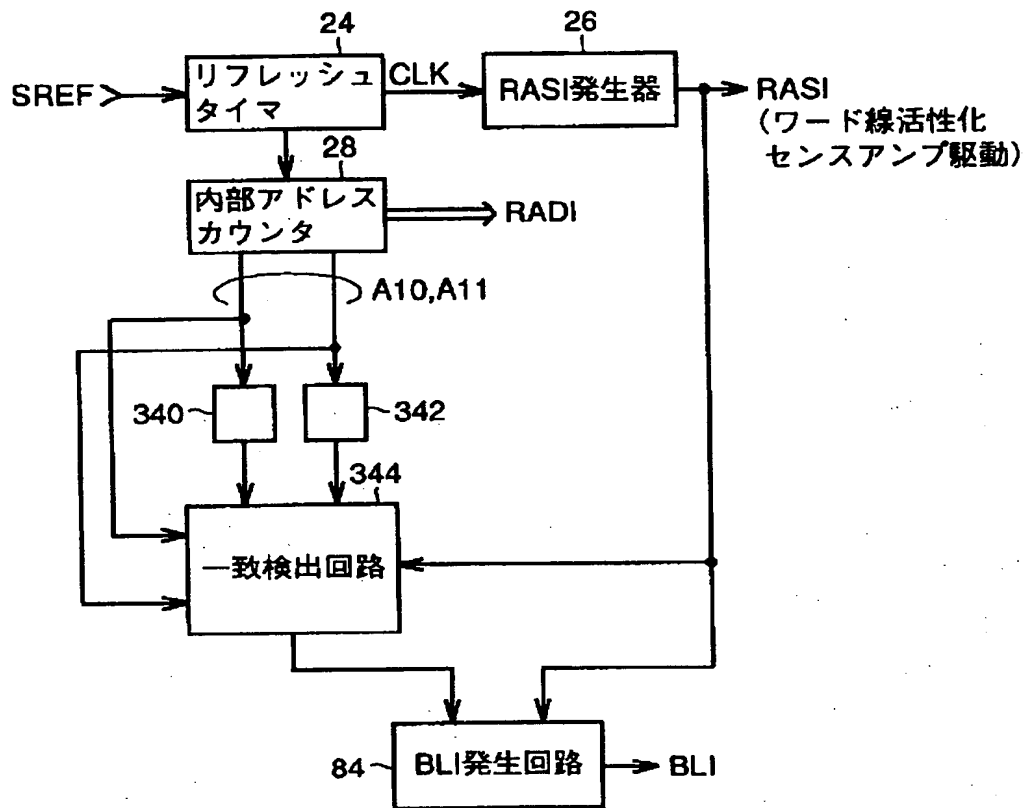 24
26
SREF
リフレッシュ
タイマ
CLK
RASI発生器
RASI
(ワード線活性化
センスアンプ駆動)
28
内部アドレス
カウンタ
RADI
A10,A11
340
342
344
一致検出回路
84
BLI発生回路
BLI